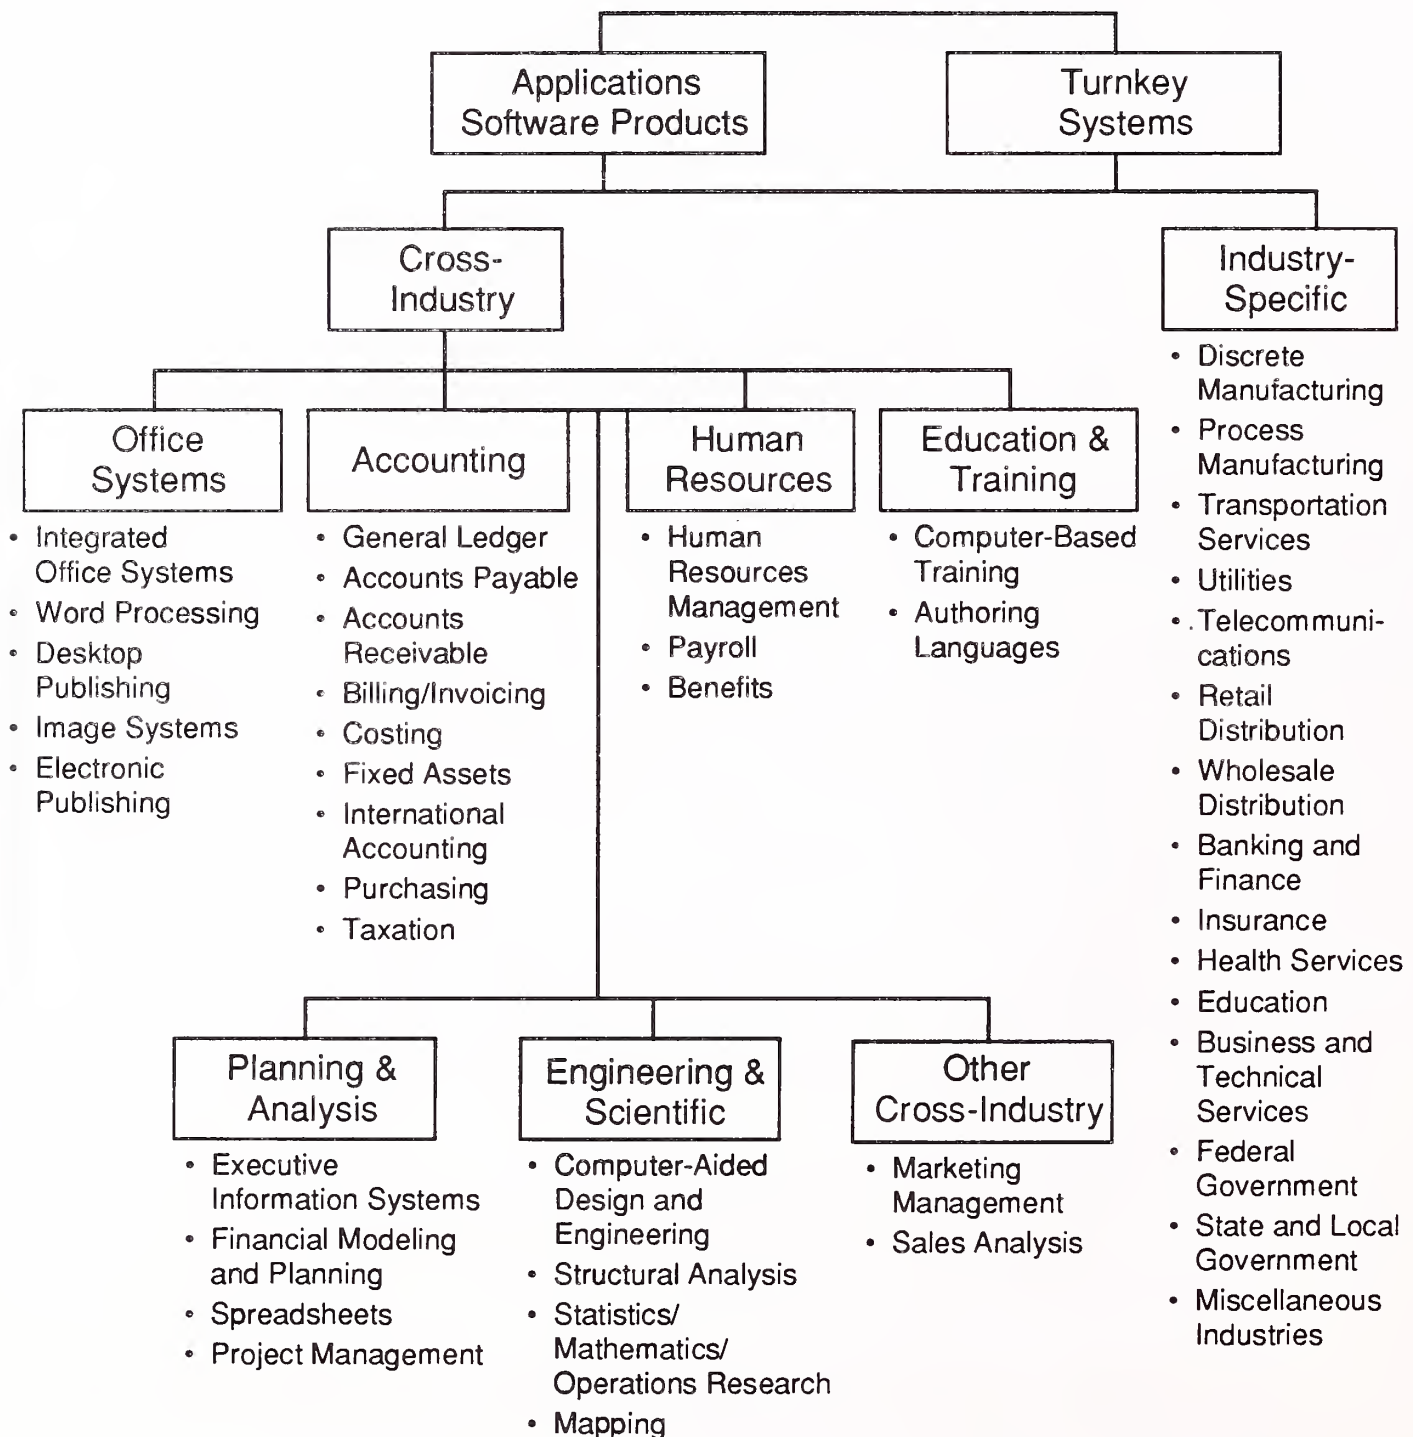 Applications
Software Products
Turnkey
Systems
Cross-
Industry
Industry-
Specific
• Discrete
Manufacturing
• Process
Manufacturing
• Transportation
Services
• Utilities
• Telecommuni-
cations
• Retail
Distribution
• Wholesale
Distribution
• Banking and
Finance
• Insurance
• Health Services
• Education
• Business and
Technical
Services
• Federal
Government
• State and Local
Government
• Miscellaneous
Industries
Office
Systems
• Integrated
Office Systems
• Word Processing
• Desktop
Publishing
• Image Systems
• Electronic
Publishing
Accounting
• General Ledger
• Accounts Payable
• Accounts
Receivable
• Billing/Invoicing
• Costing
• Fixed Assets
• International
Accounting
• Purchasing
• Taxation
Human
Resources
• Human
Resources
Management
• Payroll
• Benefits
Education &
Training
• Computer-Based
Training
• Authoring
Languages
Planning &
Analysis
• Executive
Information Systems
• Financial Modeling
and Planning
• Spreadsheets
• Project Management
Engineering &
Scientific
• Computer-Aided
Design and
Engineering
• Structural Analysis
• Statistics/
Mathematics/
Operations Research
• Mapping
Other
Cross-Industry
• Marketing
Management
• Sales Analysis